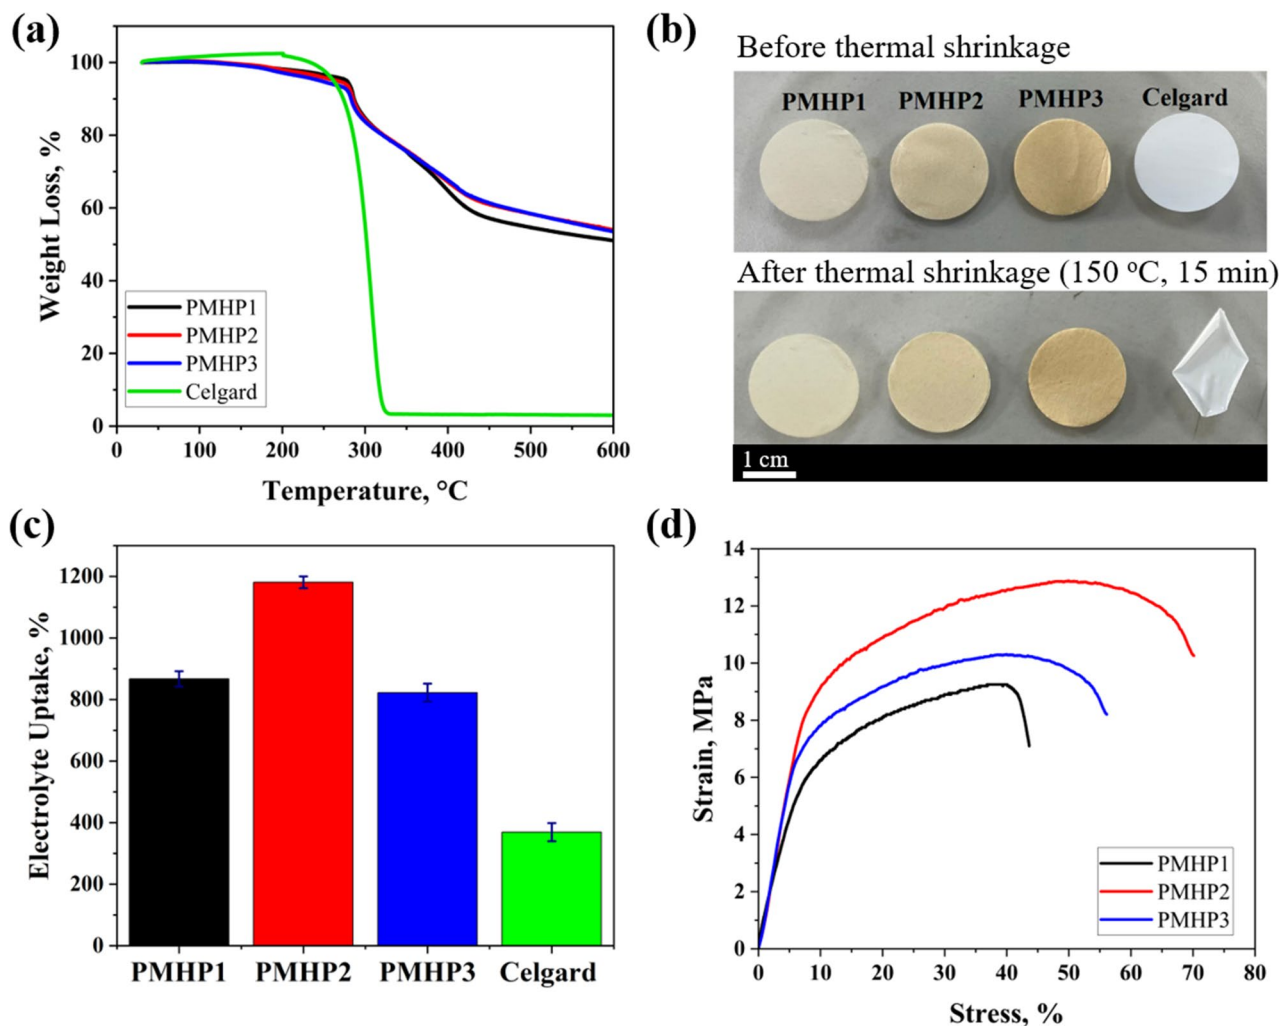 (a)
100
80
60
40
20
0
Weight Loss, %
PMHP1
PMHP2
PMHP3
Celgard
0 100 200 300 400 500 600
Temperature, °C
(b)
Before thermal shrinkage
PMHP1 PMHP2 PMHP3 Celgard
After thermal shrinkage (150 °C, 15 min)
1 cm
(c)
1200
1000
800
600
400
200
0
Electrolyte Uptake, %
PMHP1 PMHP2 PMHP3 Celgard
(d)
14
12
10
8
6
4
2
0
Strain, MPa
PMHP1
PMHP2
PMHP3
0 10 20 30 40 50 60 70 80
Stress, %